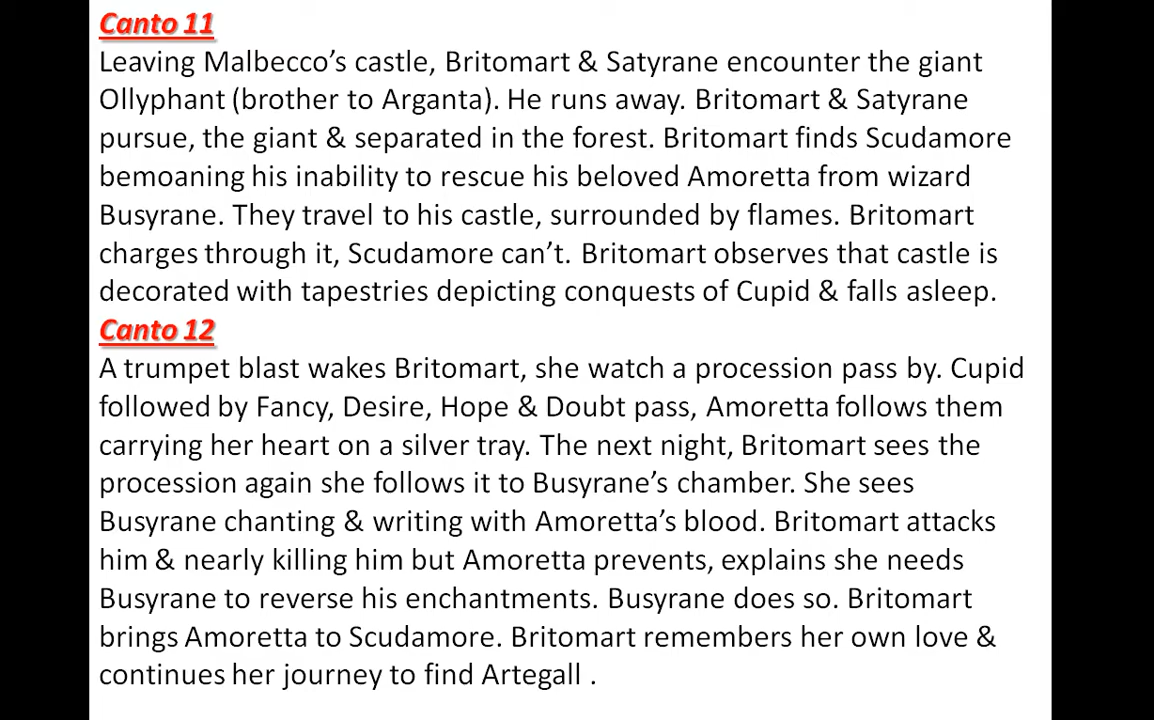 Canto 11
Leaving Malbecco’s castle, Britomart & Satyrane encounter the giant
Ollyphant (brother to Arganta). He runs away. Britomart & Satyrane
pursue, the giant & separated in the forest. Britomart finds Scudamore
bemoaning his inability to rescue his beloved Amoretta from wizard
Busyrane. They travel to his castle, surrounded by flames. Britomart
charges through it, Scudamore can’t. Britomart observes that castle is
decorated with tapestries depicting conquests of Cupid & falls asleep.
Canto 12
A trumpet blast wakes Britomart, she watch a procession pass by. Cupid
followed by Fancy, Desire, Hope & Doubt pass, Amoretta follows them
carrying her heart on a silver tray. The next night, Britomart sees the
procession again she follows it to Busyrane’s chamber. She sees
Busyrane chanting & writing with Amoretta’s blood. Britomart attacks
him & nearly killing him but Amoretta prevents, explains she needs
Busyrane to reverse his enchantments. Busyrane does so. Britomart
brings Amoretta to Scudamore. Britomart remembers her own love &
continues her journey to find Artegall .